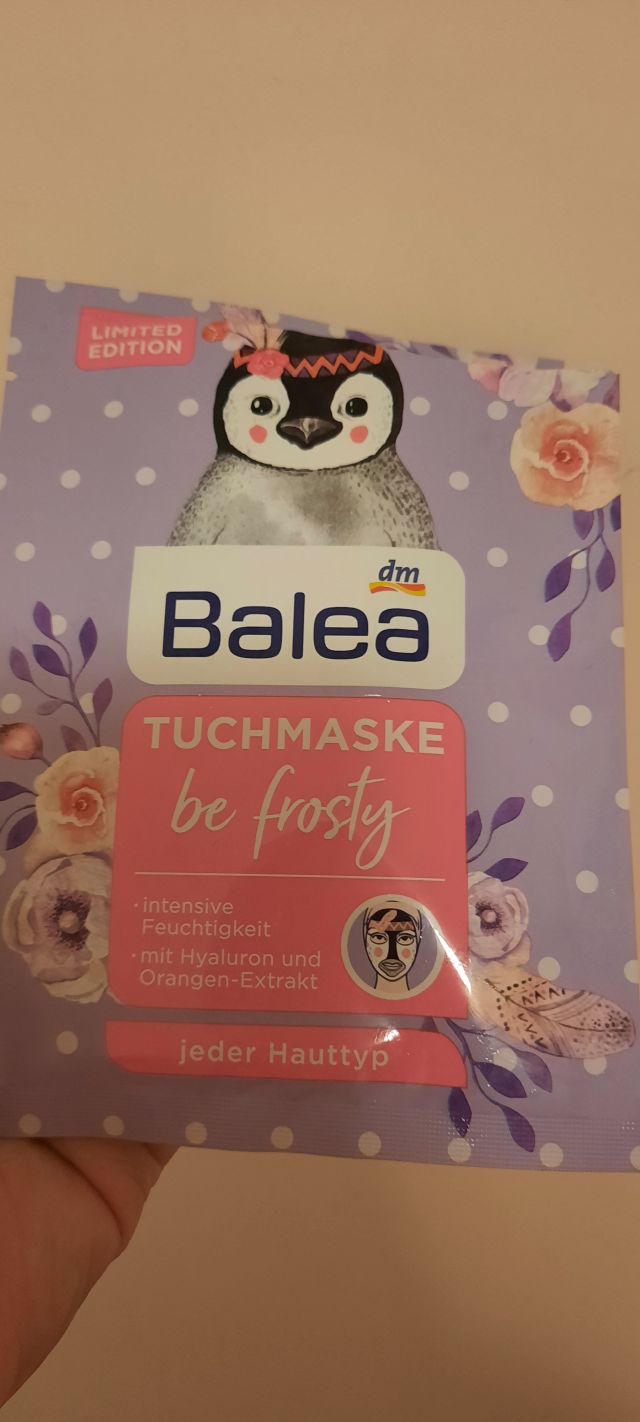 LIMITED
EDITION
dm
Balea
TUCHMASKE
be frosty
· intensive
Feuchtigkeit
· mit Hyaluron und
Orangen-Extrakt
jeder Hauttyp